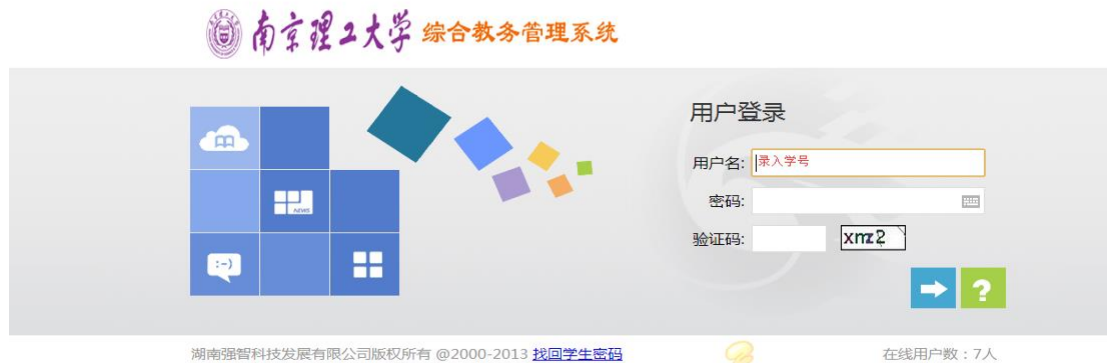 南京理工大学 综合教务管理系统
用户登录
用户名: 录入学号
密码:
验证码: xmz2
AEMS
:-)
?
湖南强智科技发展有限公司版权所有 @2000-2013 找回学生密码
在线用户数：7人